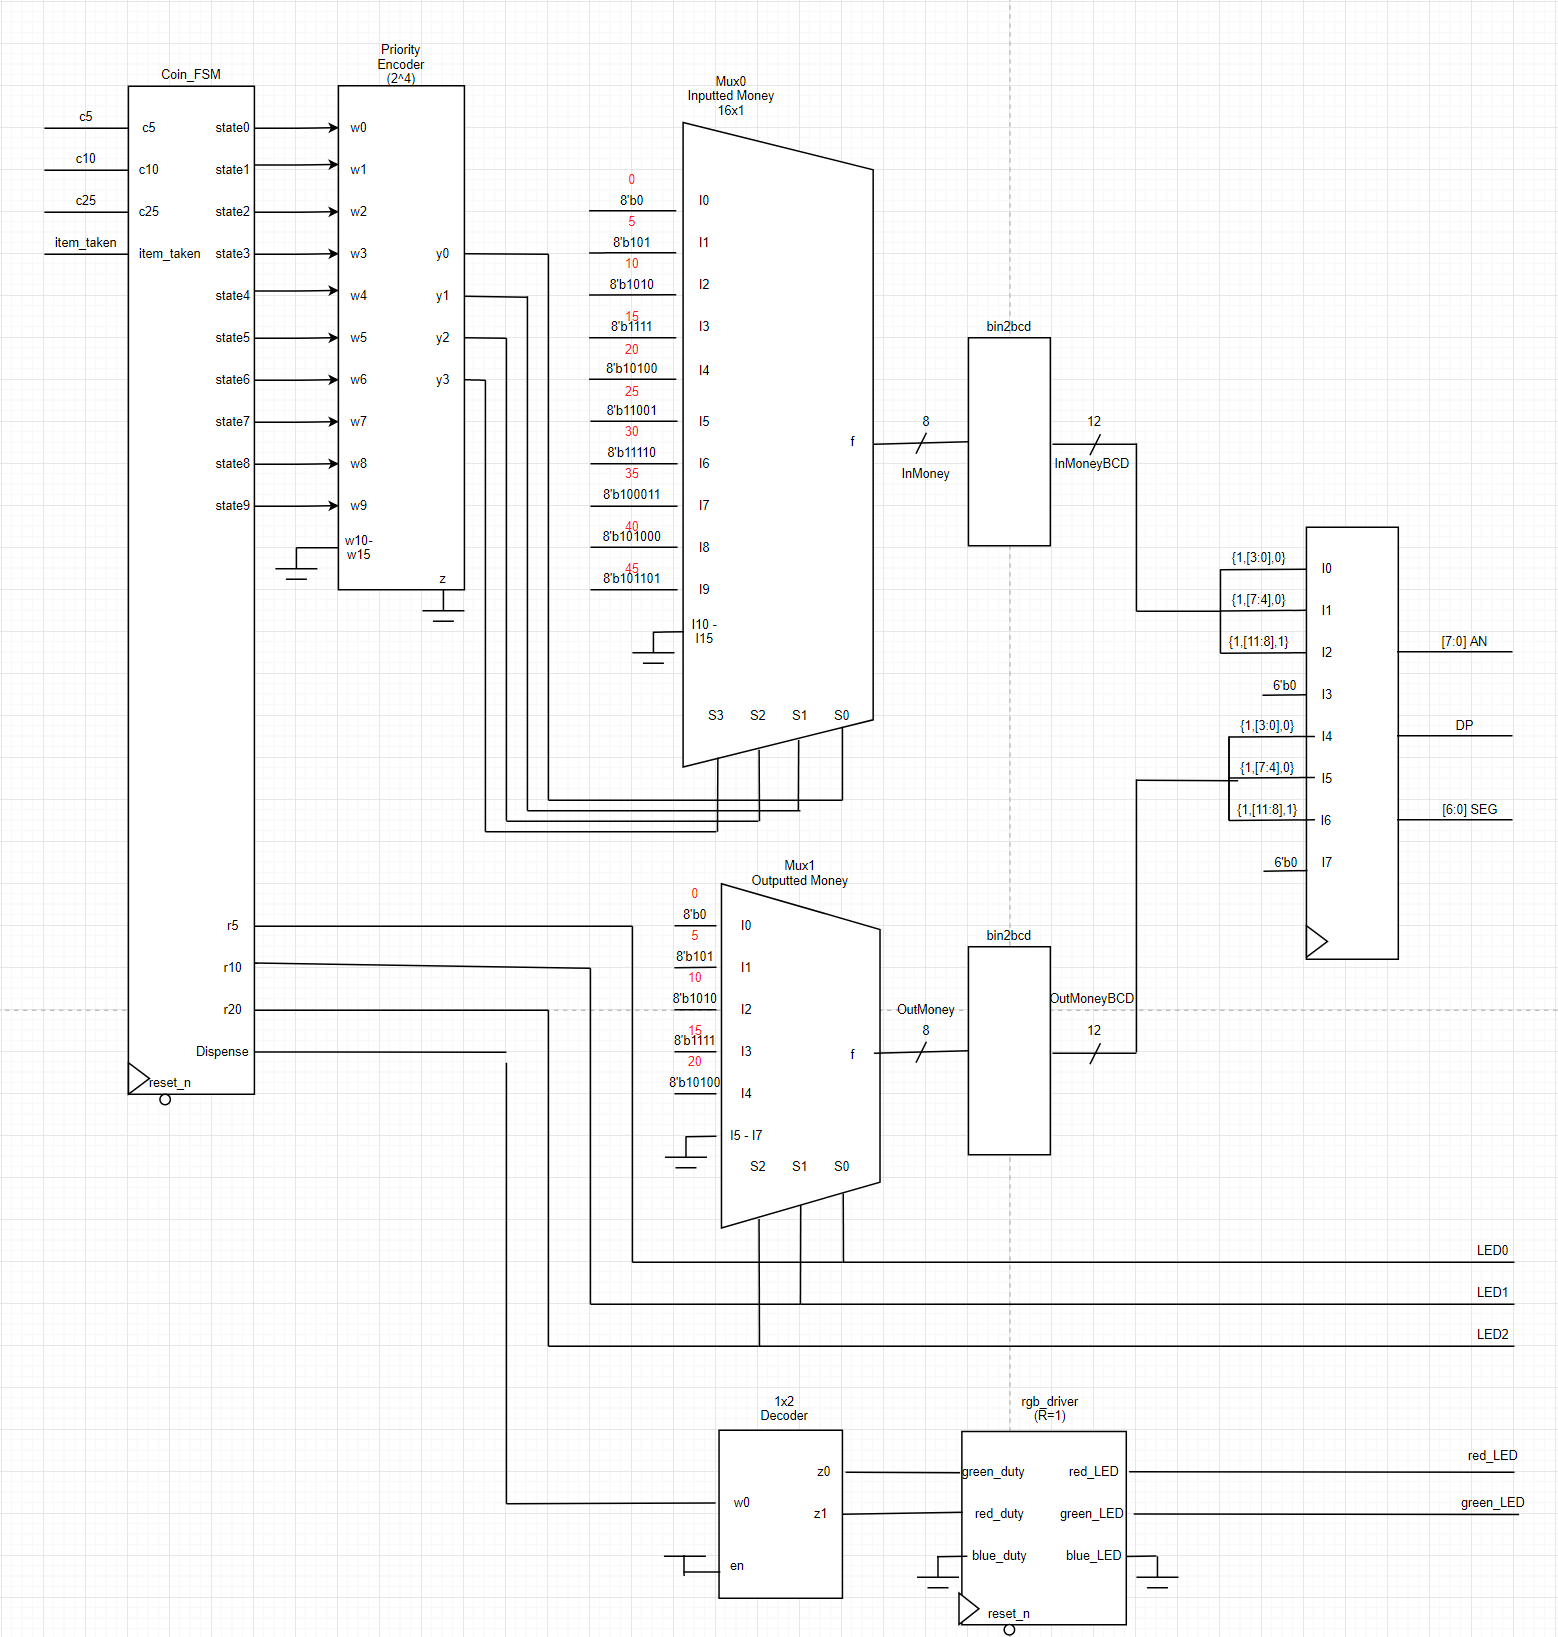 Coin_FSM
c5
c10
c25
item_taken
c5
c10
c25
item_taken
state0
state1
state2
state3
state4
state5
state6
state7
state8
state9
r5
r10
r20
Dispense
reset_n
Priority
Encoder
(2^4)
w0
w1
w2
w3
w4
w5
w6
w7
w8
w9
w10-
w15
y0
y1
y2
y3
z
Mux0
Inputted Money
16x1
0
8'b0
5
8'b101
10
8'b1010
15
8'b1111
20
8'b10100
25
8'b11001
30
8'b11110
35
8'b100011
40
8'b101000
45
8'b101101
I0
I1
I2
I3
I4
I5
I6
I7
I8
I9
I10 -
I15
f
S3 S2 S1 S0
8
InMoney
bin2bcd
12
InMoneyBCD
{1,[3:0],0}
{1,[7:4],0}
{1,[11:8],1}
6'b0
{1,[3:0],0}
{1,[7:4],0}
{1,[11:8],1}
6'b0
I0
I1
I2
I3
I4
I5
I6
I7
[7:0] AN
DP
[6:0] SEG
Mux1
Outputted Money
0
8'b0
5
8'b101
10
8'b1010
15
8'b1111
20
8'b10100
I0
I1
I2
I3
I4
I5 - I7
f
S2 S1 S0
OutMoney
8
bin2bcd
OutMoneyBCD
12
LED0
LED1
LED2
1x2
Decoder
w0
en
z0
z1
rgb_driver
(R=1)
green_duty
red_duty
blue_duty
red_LED
green_LED
blue_LED
reset_n
red_LED
green_LED